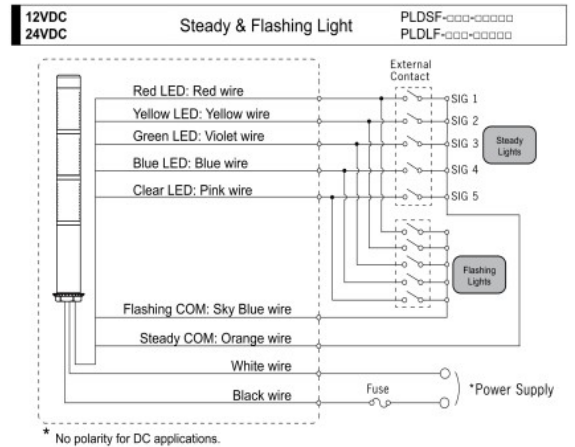 12VDC
24VDC
Steady & Flashing Light
PLDSF-□□□-□□□□□
PLDLF-□□□-□□□□□
External
Contact
Red LED: Red wire
SIG 1
Yellow LED: Yellow wire
SIG 2
Green LED: Violet wire
SIG 3
Steady
Lights
Blue LED: Blue wire
SIG 4
Clear LED: Pink wire
SIG 5
Flashing
Lights
Flashing COM: Sky Blue wire
Steady COM: Orange wire
White wire
Black wire
Fuse
*Power Supply
* No polarity for DC applications.